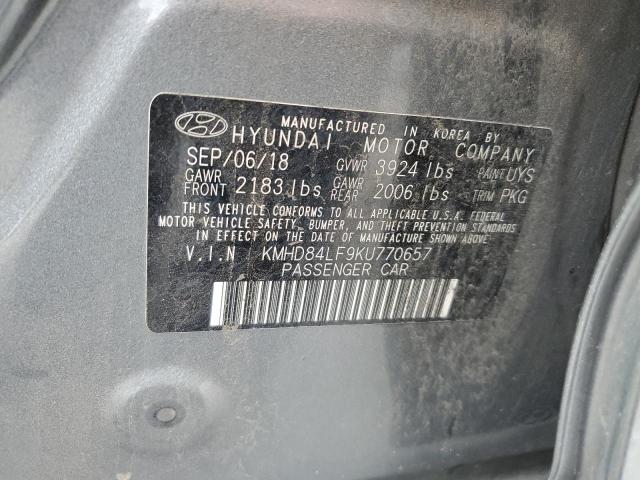 MANUFACTURED IN KOREA BY
HYUNDAI MOTOR COMPANY
SEP/06/18 GVWR 3924 lbs PAINT UYS
GAWR FRONT 2183 lbs GAWR REAR 2006 lbs TRIM PKG
THIS VEHICLE CONFORMS TO ALL APPLICABLE U.S.A. FEDERAL
MOTOR VEHICLE SAFETY, BUMPER, AND THEFT PREVENTION STANDARDS
IN EFFECT ON THE DATE OF MANUFACTURE SHOWN ABOVE.
V.I.N KMHD84LF9KU770657
PASSENGER CAR